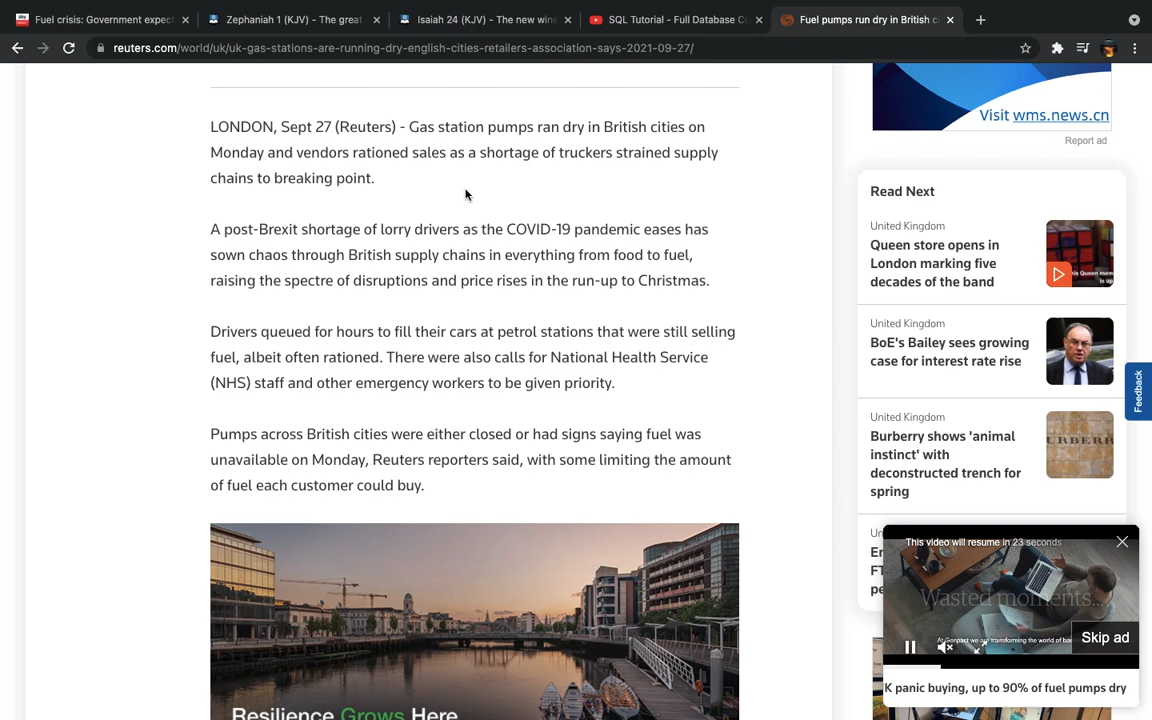 Fuel crisis: Government expect
Zephaniah 1 (KJV) - The great
Isaiah 24 (KJV) - The new wine
SQL Tutorial - Full Database Co
Fuel pumps run dry in British c
reuters.com/world/uk/uk-gas-stations-are-running-dry-english-cities-retailers-association-says-2021-09-27/
Visit wms.news.cn
Report ad
LONDON, Sept 27 (Reuters) - Gas station pumps ran dry in British cities on
Monday and vendors rationed sales as a shortage of truckers strained supply
chains to breaking point.
A post-Brexit shortage of lorry drivers as the COVID-19 pandemic eases has
sown chaos through British supply chains in everything from food to fuel,
raising the spectre of disruptions and price rises in the run-up to Christmas.
Drivers queued for hours to fill their cars at petrol stations that were still selling
fuel, albeit often rationed. There were also calls for National Health Service
(NHS) staff and other emergency workers to be given priority.
Pumps across British cities were either closed or had signs saying fuel was
unavailable on Monday, Reuters reporters said, with some limiting the amount
of fuel each customer could buy.
Resilience Grows Here
Read Next
United Kingdom
Queen store opens in
London marking five
decades of the band
United Kingdom
BoE's Bailey sees growing
case for interest rate rise
United Kingdom
Burberry shows 'animal
instinct' with
deconstructed trench for
spring
BURBERR
Feedback
This video will resume in 23 seconds
Wasted moments...
At Genpact we are transforming the world of
Skip ad
K panic buying, up to 90% of fuel pumps dry